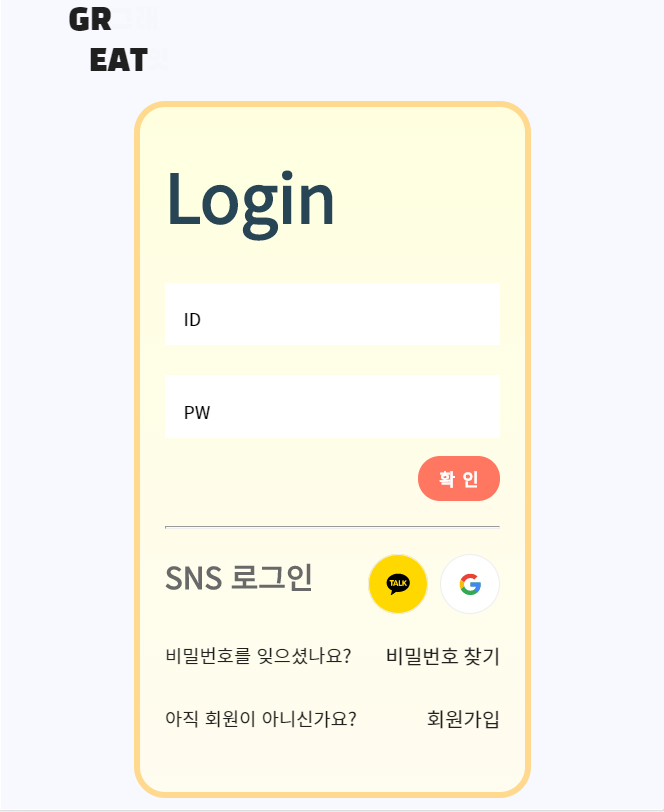 GR
EAT
Login
ID
PW
확 인
SNS 로그인
TALK
비밀번호를 잊으셨나요? 비밀번호 찾기
아직 회원이 아니신가요? 회원가입